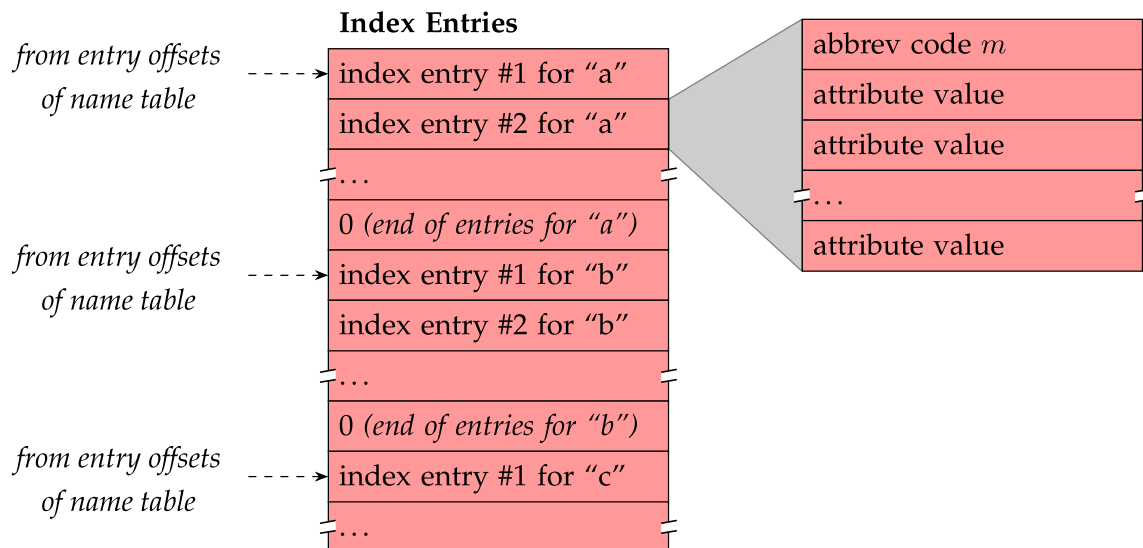 Index Entries
from entry offsets
of name table
index entry #1 for “a”
index entry #2 for “a”
...
0 (end of entries for “a”)
from entry offsets
of name table
index entry #1 for “b”
index entry #2 for “b”
...
0 (end of entries for “b”)
from entry offsets
of name table
index entry #1 for “c”
...
abbrev code m
attribute value
attribute value
...
attribute value